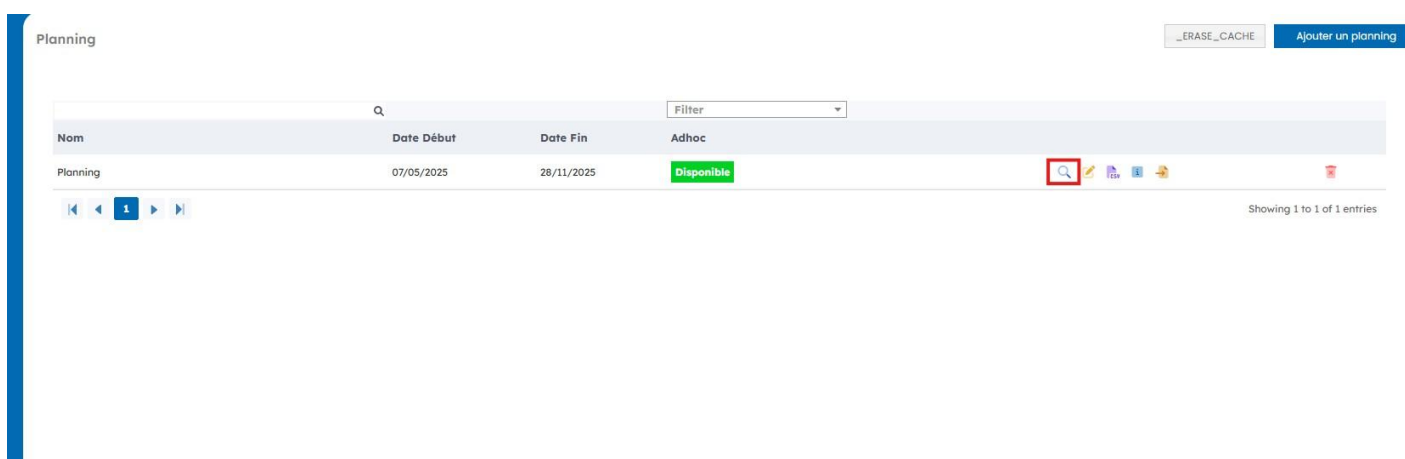 Planning
_ERASE_CACHE
Ajouter un planning
Filter
Nom Date Début Date Fin Adhoc
Planning 07/05/2025 28/11/2025 Disponible
1
Showing 1 to 1 of 1 entries